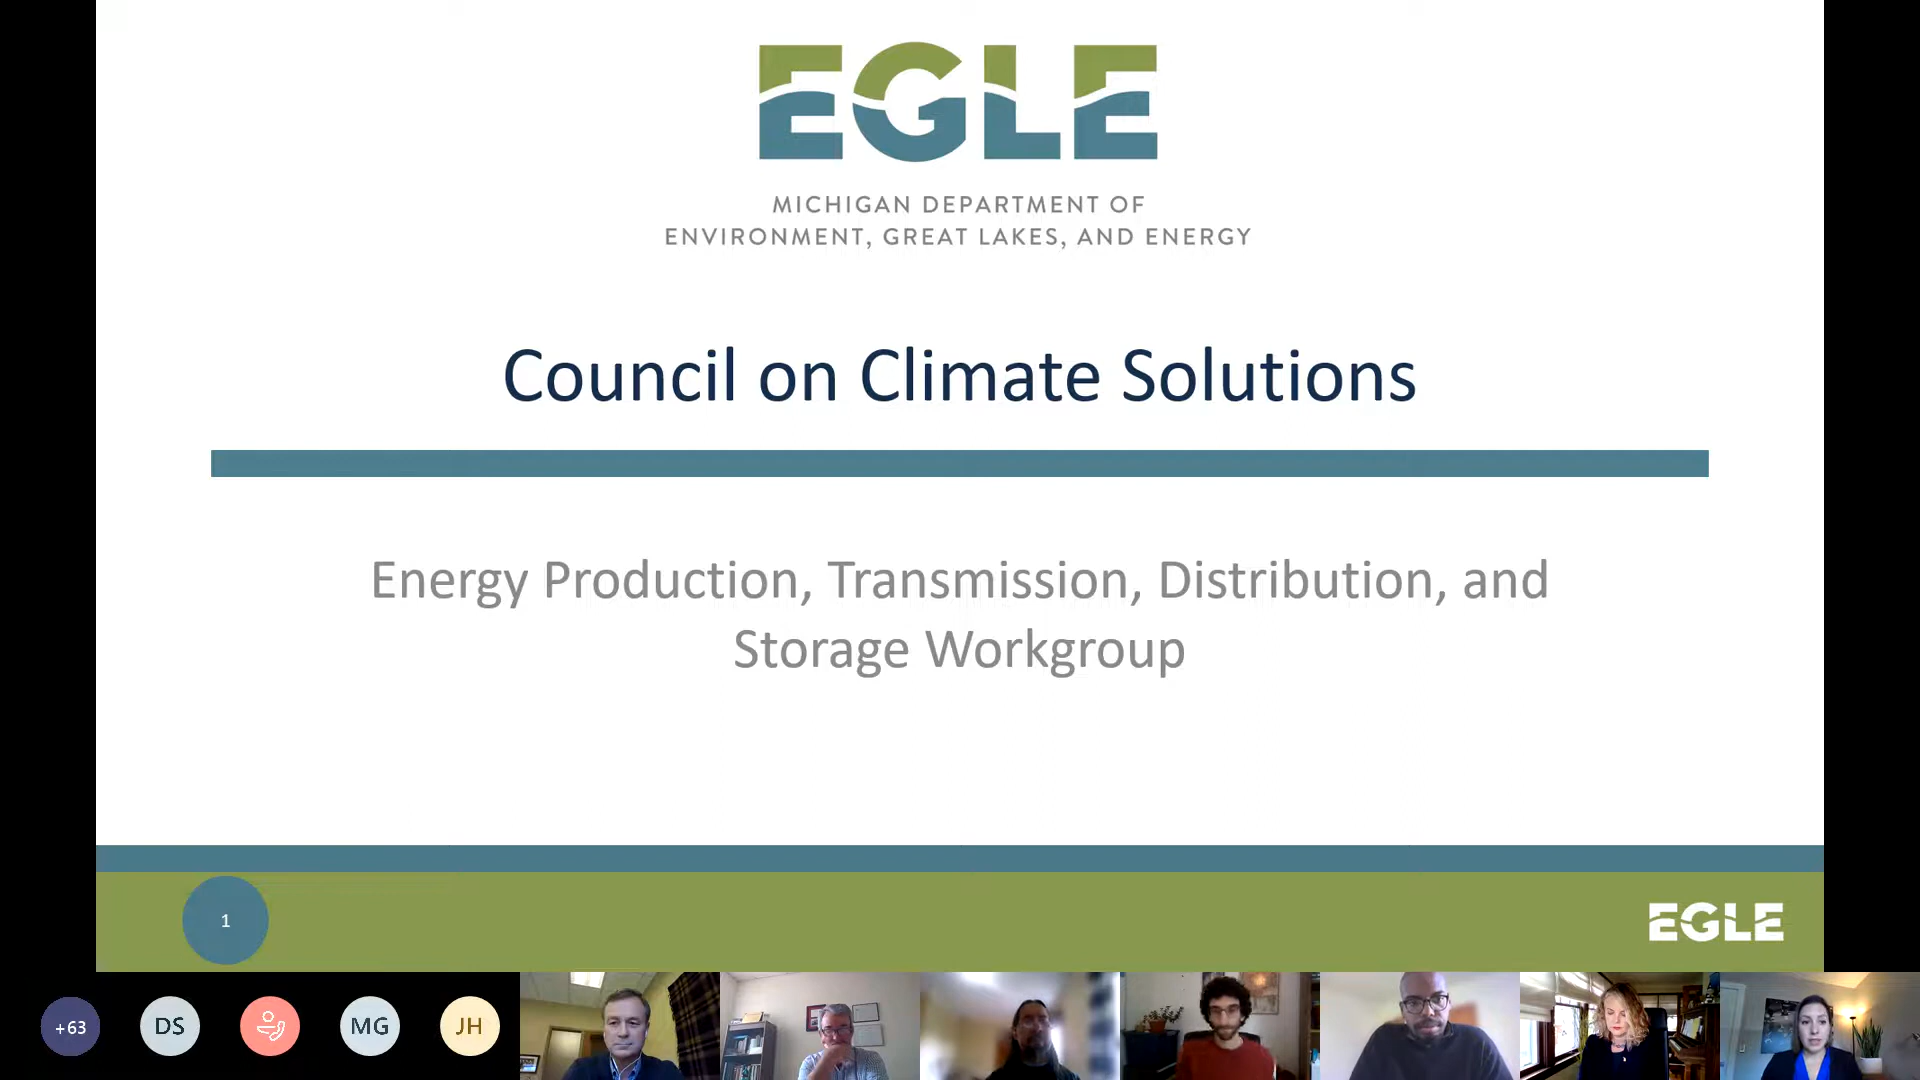 EGLE
MICHIGAN DEPARTMENT OF
ENVIRONMENT, GREAT LAKES, AND ENERGY
Council on Climate Solutions
Energy Production, Transmission, Distribution, and
Storage Workgroup
1
EGLE
+63
DS
MG
JH